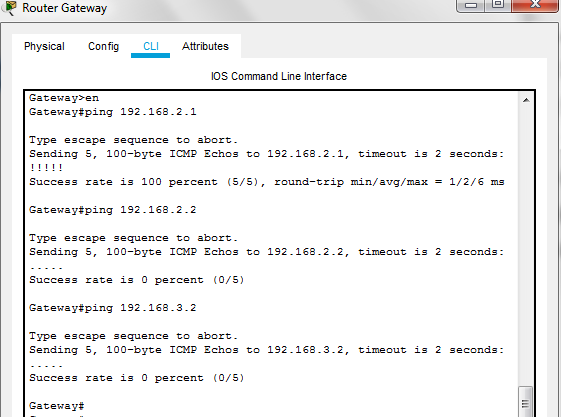 Router Gateway
Physical Config CLI Attributes
IOS Command Line Interface
Gateway>en
Gateway#ping 192.168.2.1
Type escape sequence to abort.
Sending 5, 100-byte ICMP Echos to 192.168.2.1, timeout is 2 seconds:
!!!!!
Success rate is 100 percent (5/5), round-trip min/avg/max = 1/2/6 ms
Gateway#ping 192.168.2.2
Type escape sequence to abort.
Sending 5, 100-byte ICMP Echos to 192.168.2.2, timeout is 2 seconds:
.....
Success rate is 0 percent (0/5)
Gateway#ping 192.168.3.2
Type escape sequence to abort.
Sending 5, 100-byte ICMP Echos to 192.168.3.2, timeout is 2 seconds:
.....
Success rate is 0 percent (0/5)
Gateway#